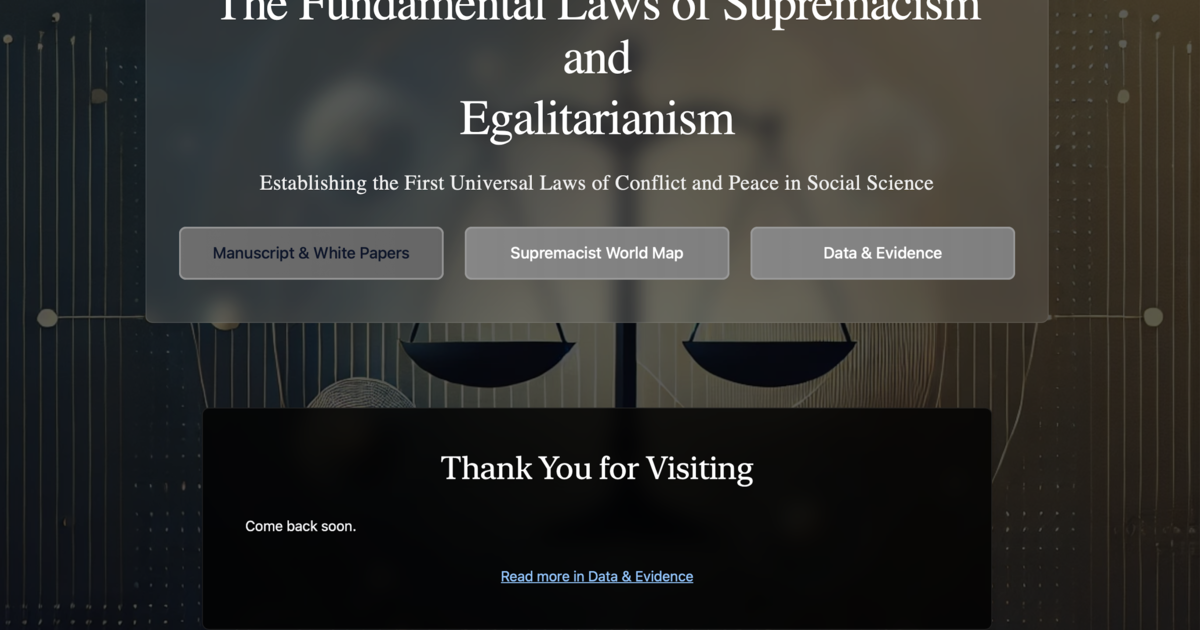 The Fundamental Laws of Supremacism
and
Egalitarianism
Establishing the First Universal Laws of Conflict and Peace in Social Science
Manuscript & White Papers
Supremacist World Map
Data & Evidence
Thank You for Visiting
Come back soon.
Read more in Data & Evidence